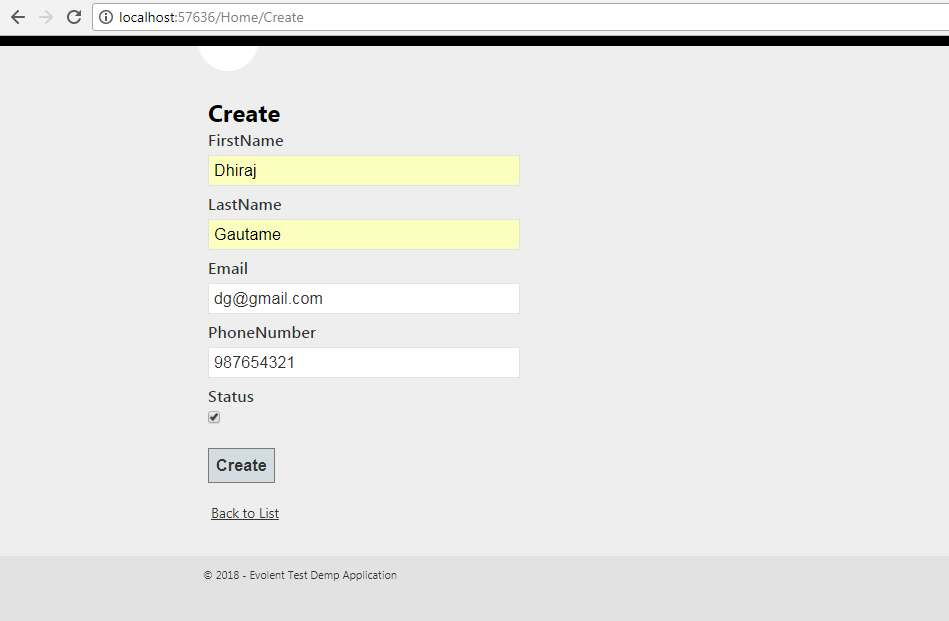 localhost:57636/Home/Create
Create
FirstName
Dhiraj
LastName
Gautame
Email
dg@gmail.com
PhoneNumber
987654321
Status
Create
Back to List
© 2018 - Evolent Test Demp Application